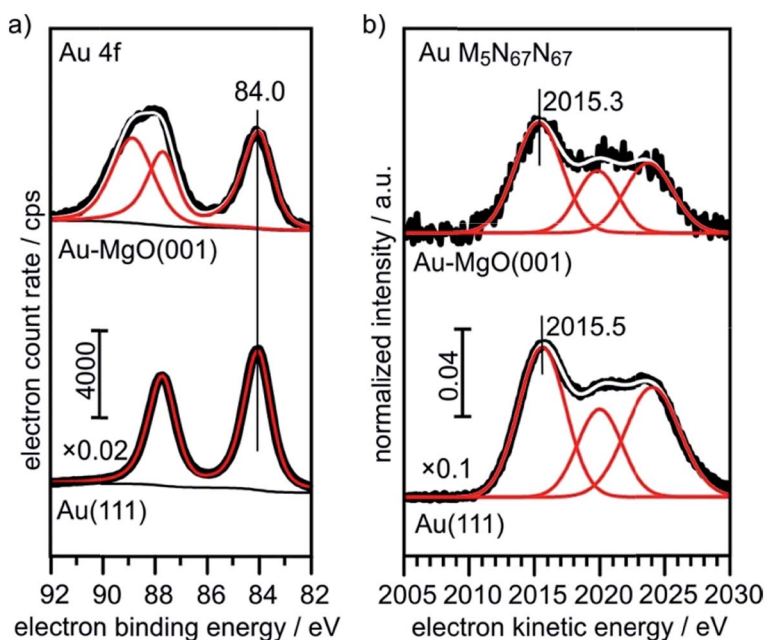 a)
Au 4f
84.0
Au-MgO(001)
4000
×0.02
Au(111)
electron count rate / cps
92 90 88 86 84 82
electron binding energy / eV
b)
Au M₅N₆₇N₆₇
2015.3
Au-MgO(001)
2015.5
0.04
×0.1
Au(111)
normalized intensity / a.u.
2005 2010 2015 2020 2025 2030
electron kinetic energy / eV